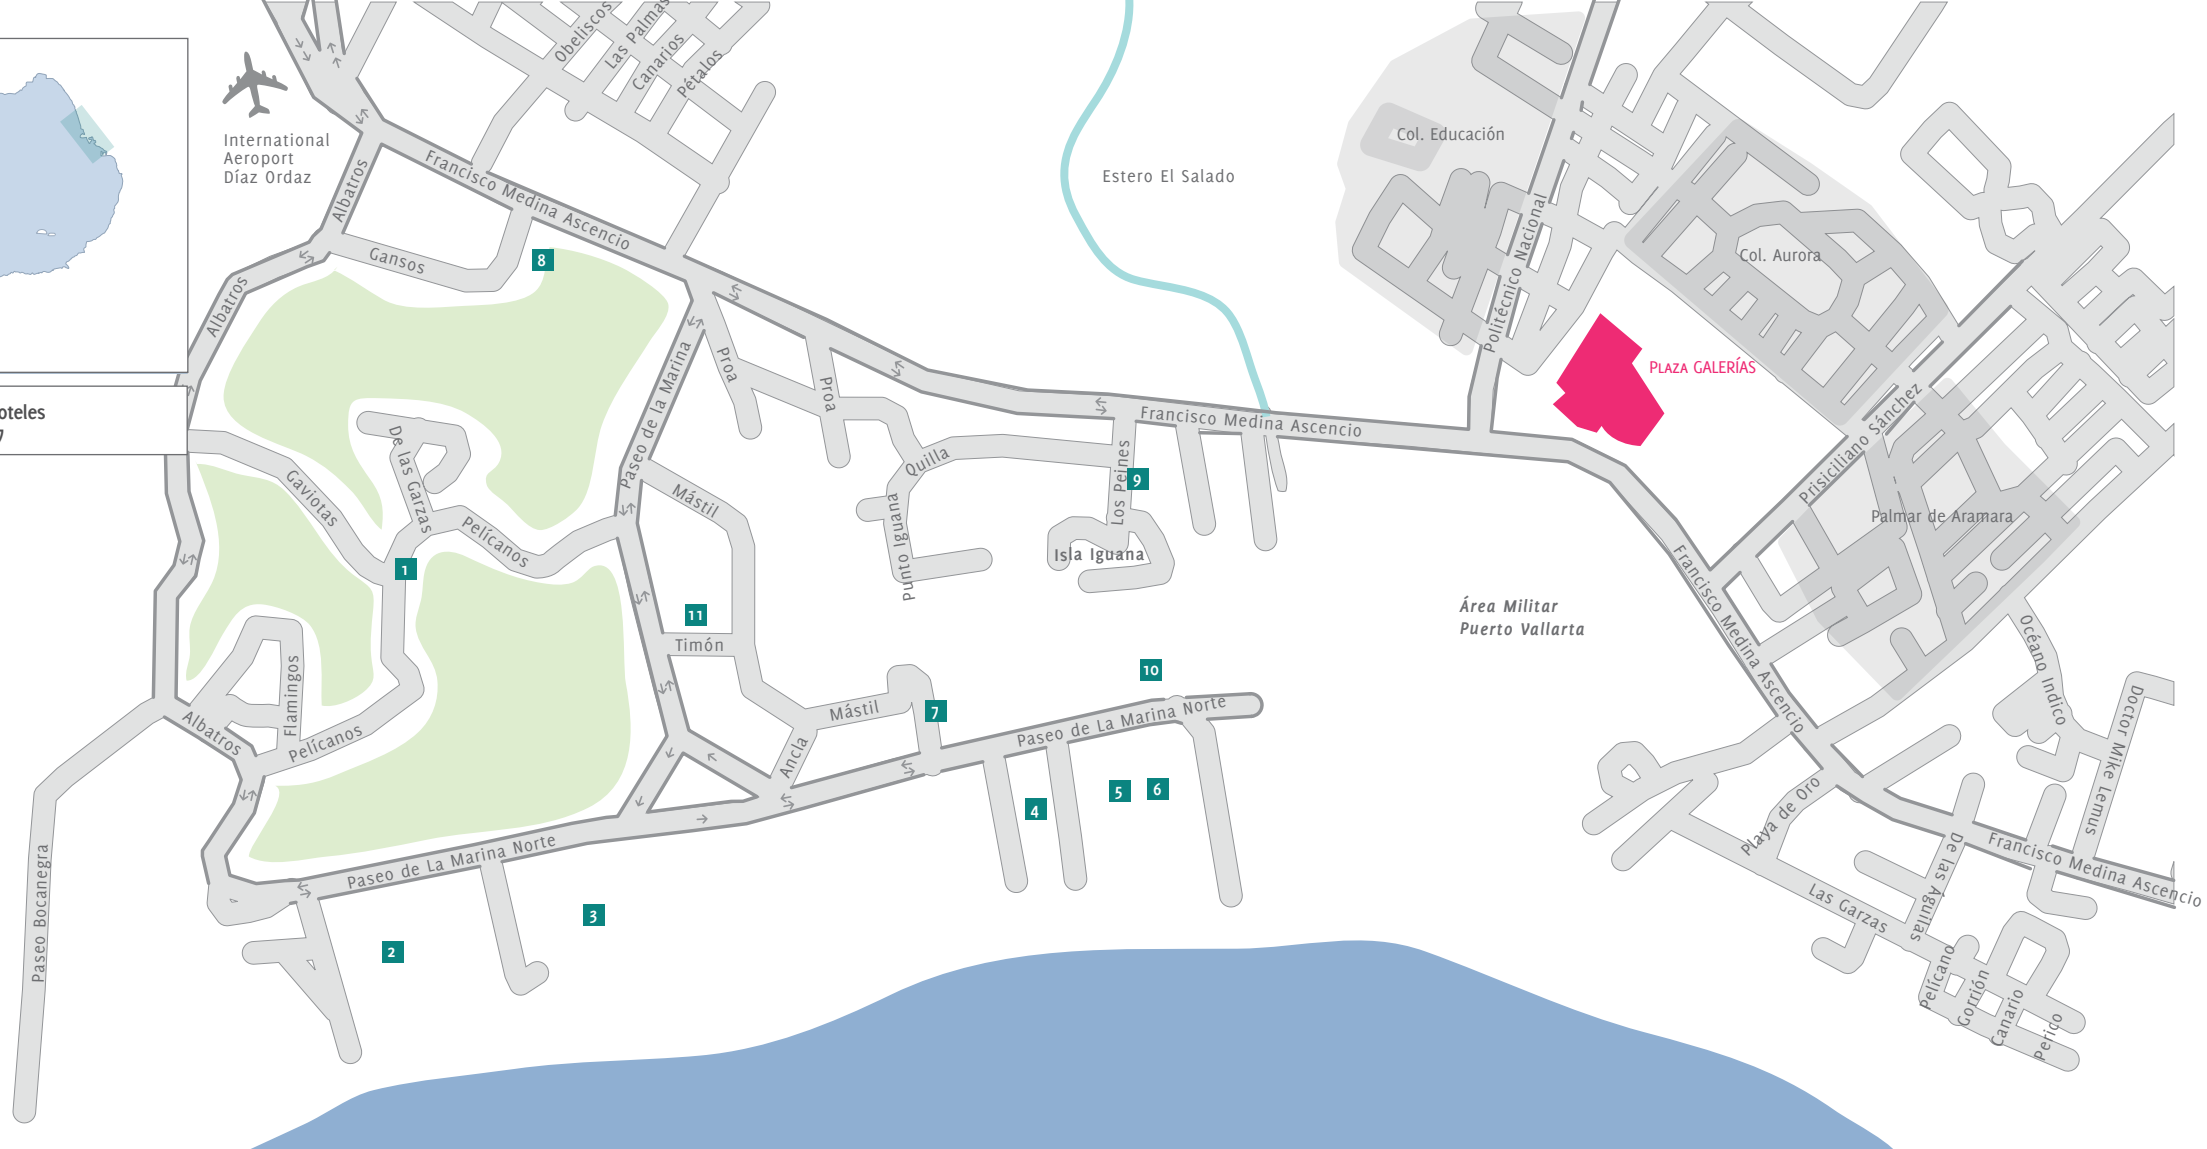 Obeliscos
Las Palmas
Canarios
Pétalos
International
Aeroport
Díaz Ordaz
Albatros
Francisco Medina Ascencio
Estero El Salado
Col. Educación
Politécnico Nacional
Col. Aurora
Gansos
8
Albatros
Paseo de la Marina
Proa
Proa
PLAZA GALERÍAS
oteles
7
Francisco Medina Ascencio
Prisiciliano Sánchez
De las Garzas
Gaviotas
Pelícanos
Mástil
Quilla
Los Peines
9
Punto Iguana
Isla Iguana
Palmar de Aramara
1
11
Timón
Área Militar
Puerto Vallarta
Francisco Medina Ascencio
Océano Indico
Doctor Mike Lemus
Flamingos
Albatros
Pelícanos
Mástil
7
10
Paseo de La Marina Norte
Ancla
4
5
6
Playa de Oro
Paseo de La Marina Norte
Paseo Bocanegra
2
3
Las Garzas
De las Águilas
Francisco Medina Ascencio
Pelícano
Gorrión
Canario
Perico